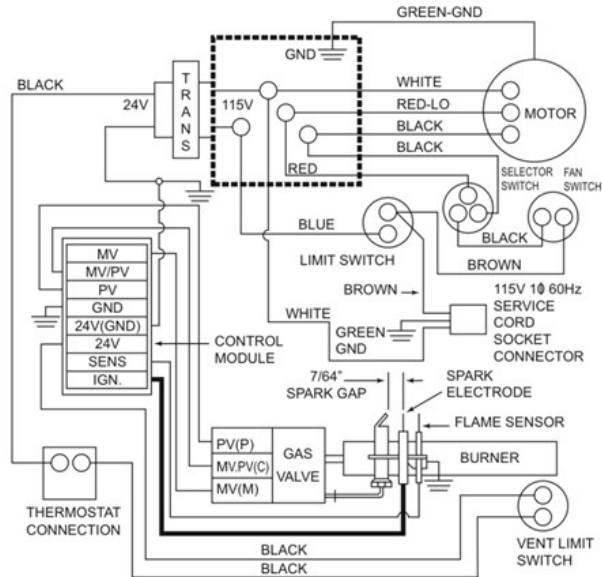 GREEN-GND
GND
BLACK
24V
TRANS
115V
WHITE
RED-LO
BLACK
BLACK
MOTOR
RED
SELECTOR
SWITCH
FAN
SWITCH
BLUE
LIMIT SWITCH
BLACK
BROWN
MV
MV/PV
PV
GND
24V(GND)
24V
SENS
IGN.
CONTROL
MODULE
BROWN
WHITE
GREEN
GND
115V 1ϕ 60Hz
SERVICE
CORD
SOCKET
CONNECTOR
7/64"
SPARK GAP
SPARK
ELECTRODE
FLAME SENSOR
PV(P)
MV.PV(C)
MV(M)
GAS
VALVE
BURNER
THERMOSTAT
CONNECTION
BLACK
BLACK
VENT LIMIT
SWITCH